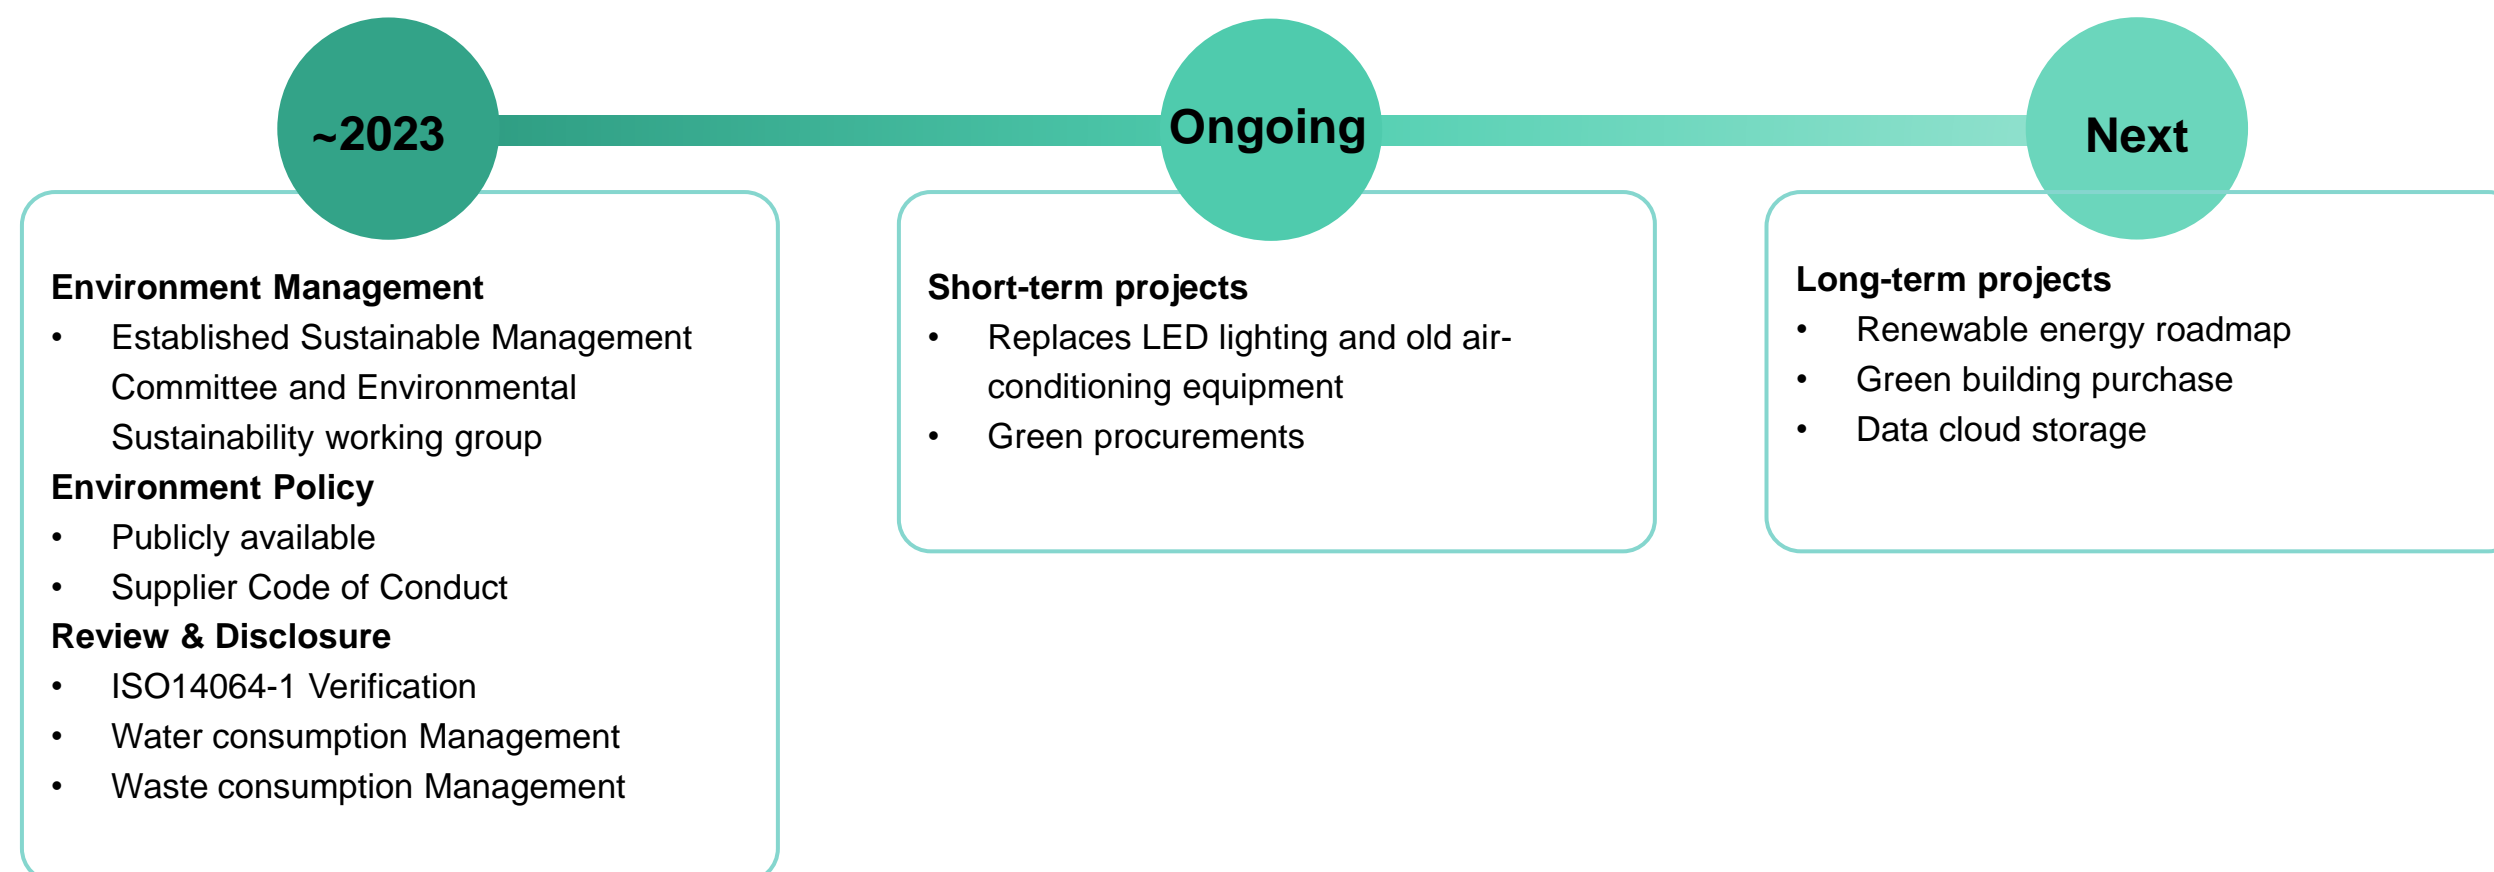 ~2023
Environment Management
• Established Sustainable Management
Committee and Environmental
Sustainability working group
Environment Policy
• Publicly available
• Supplier Code of Conduct
Review & Disclosure
• ISO14064-1 Verification
• Water consumption Management
• Waste consumption Management
Ongoing
Short-term projects
• Replaces LED lighting and old air-
conditioning equipment
• Green procurements
Next
Long-term projects
• Renewable energy roadmap
• Green building purchase
• Data cloud storage